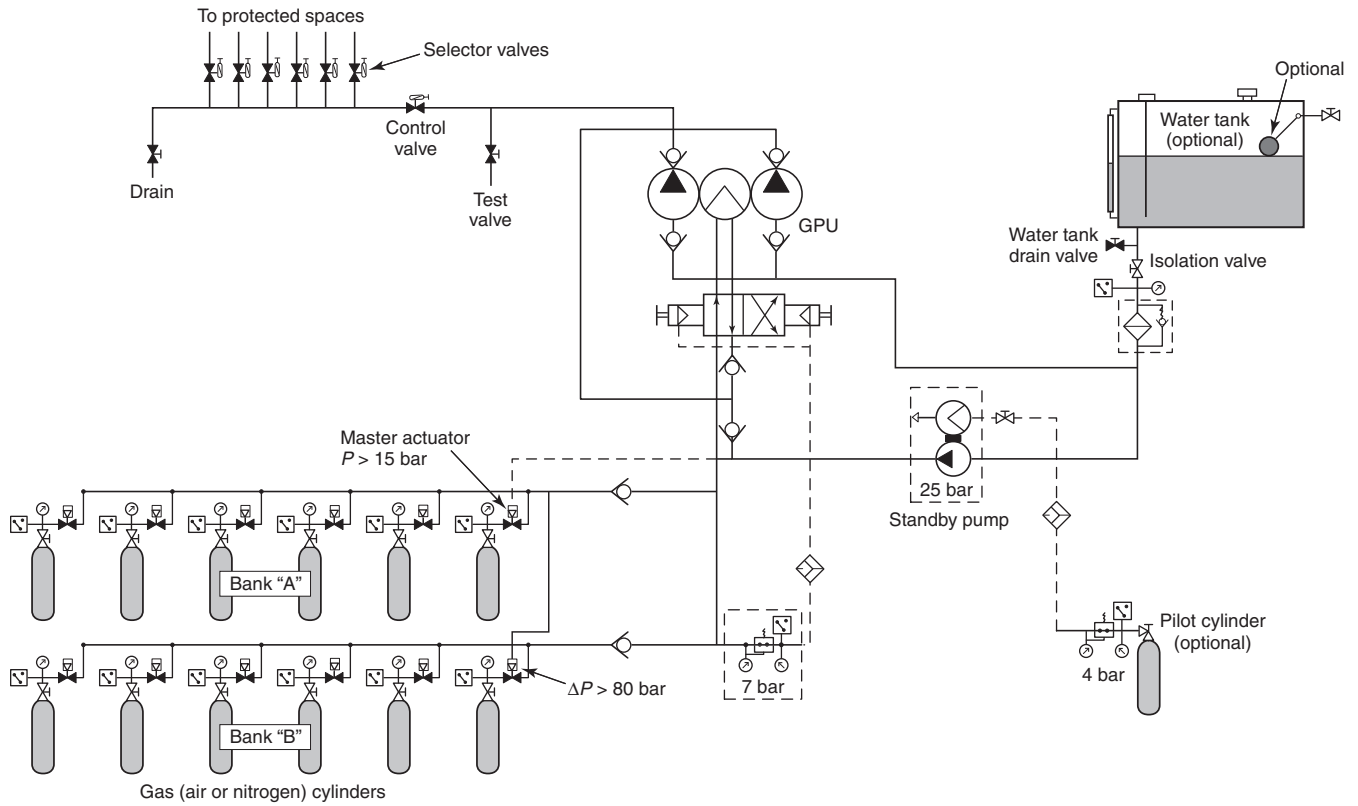 To protected spaces
Selector valves
Control
valve
Drain
Test
valve
Optional
Water tank
(optional)
GPU
Water tank
drain valve
Isolation valve
Master actuator
P > 15 bar
25 bar
Standby pump
Bank “A”
Pilot cylinder
(optional)
4 bar
7 bar
ΔP > 80 bar
Bank “B”
Gas (air or nitrogen) cylinders